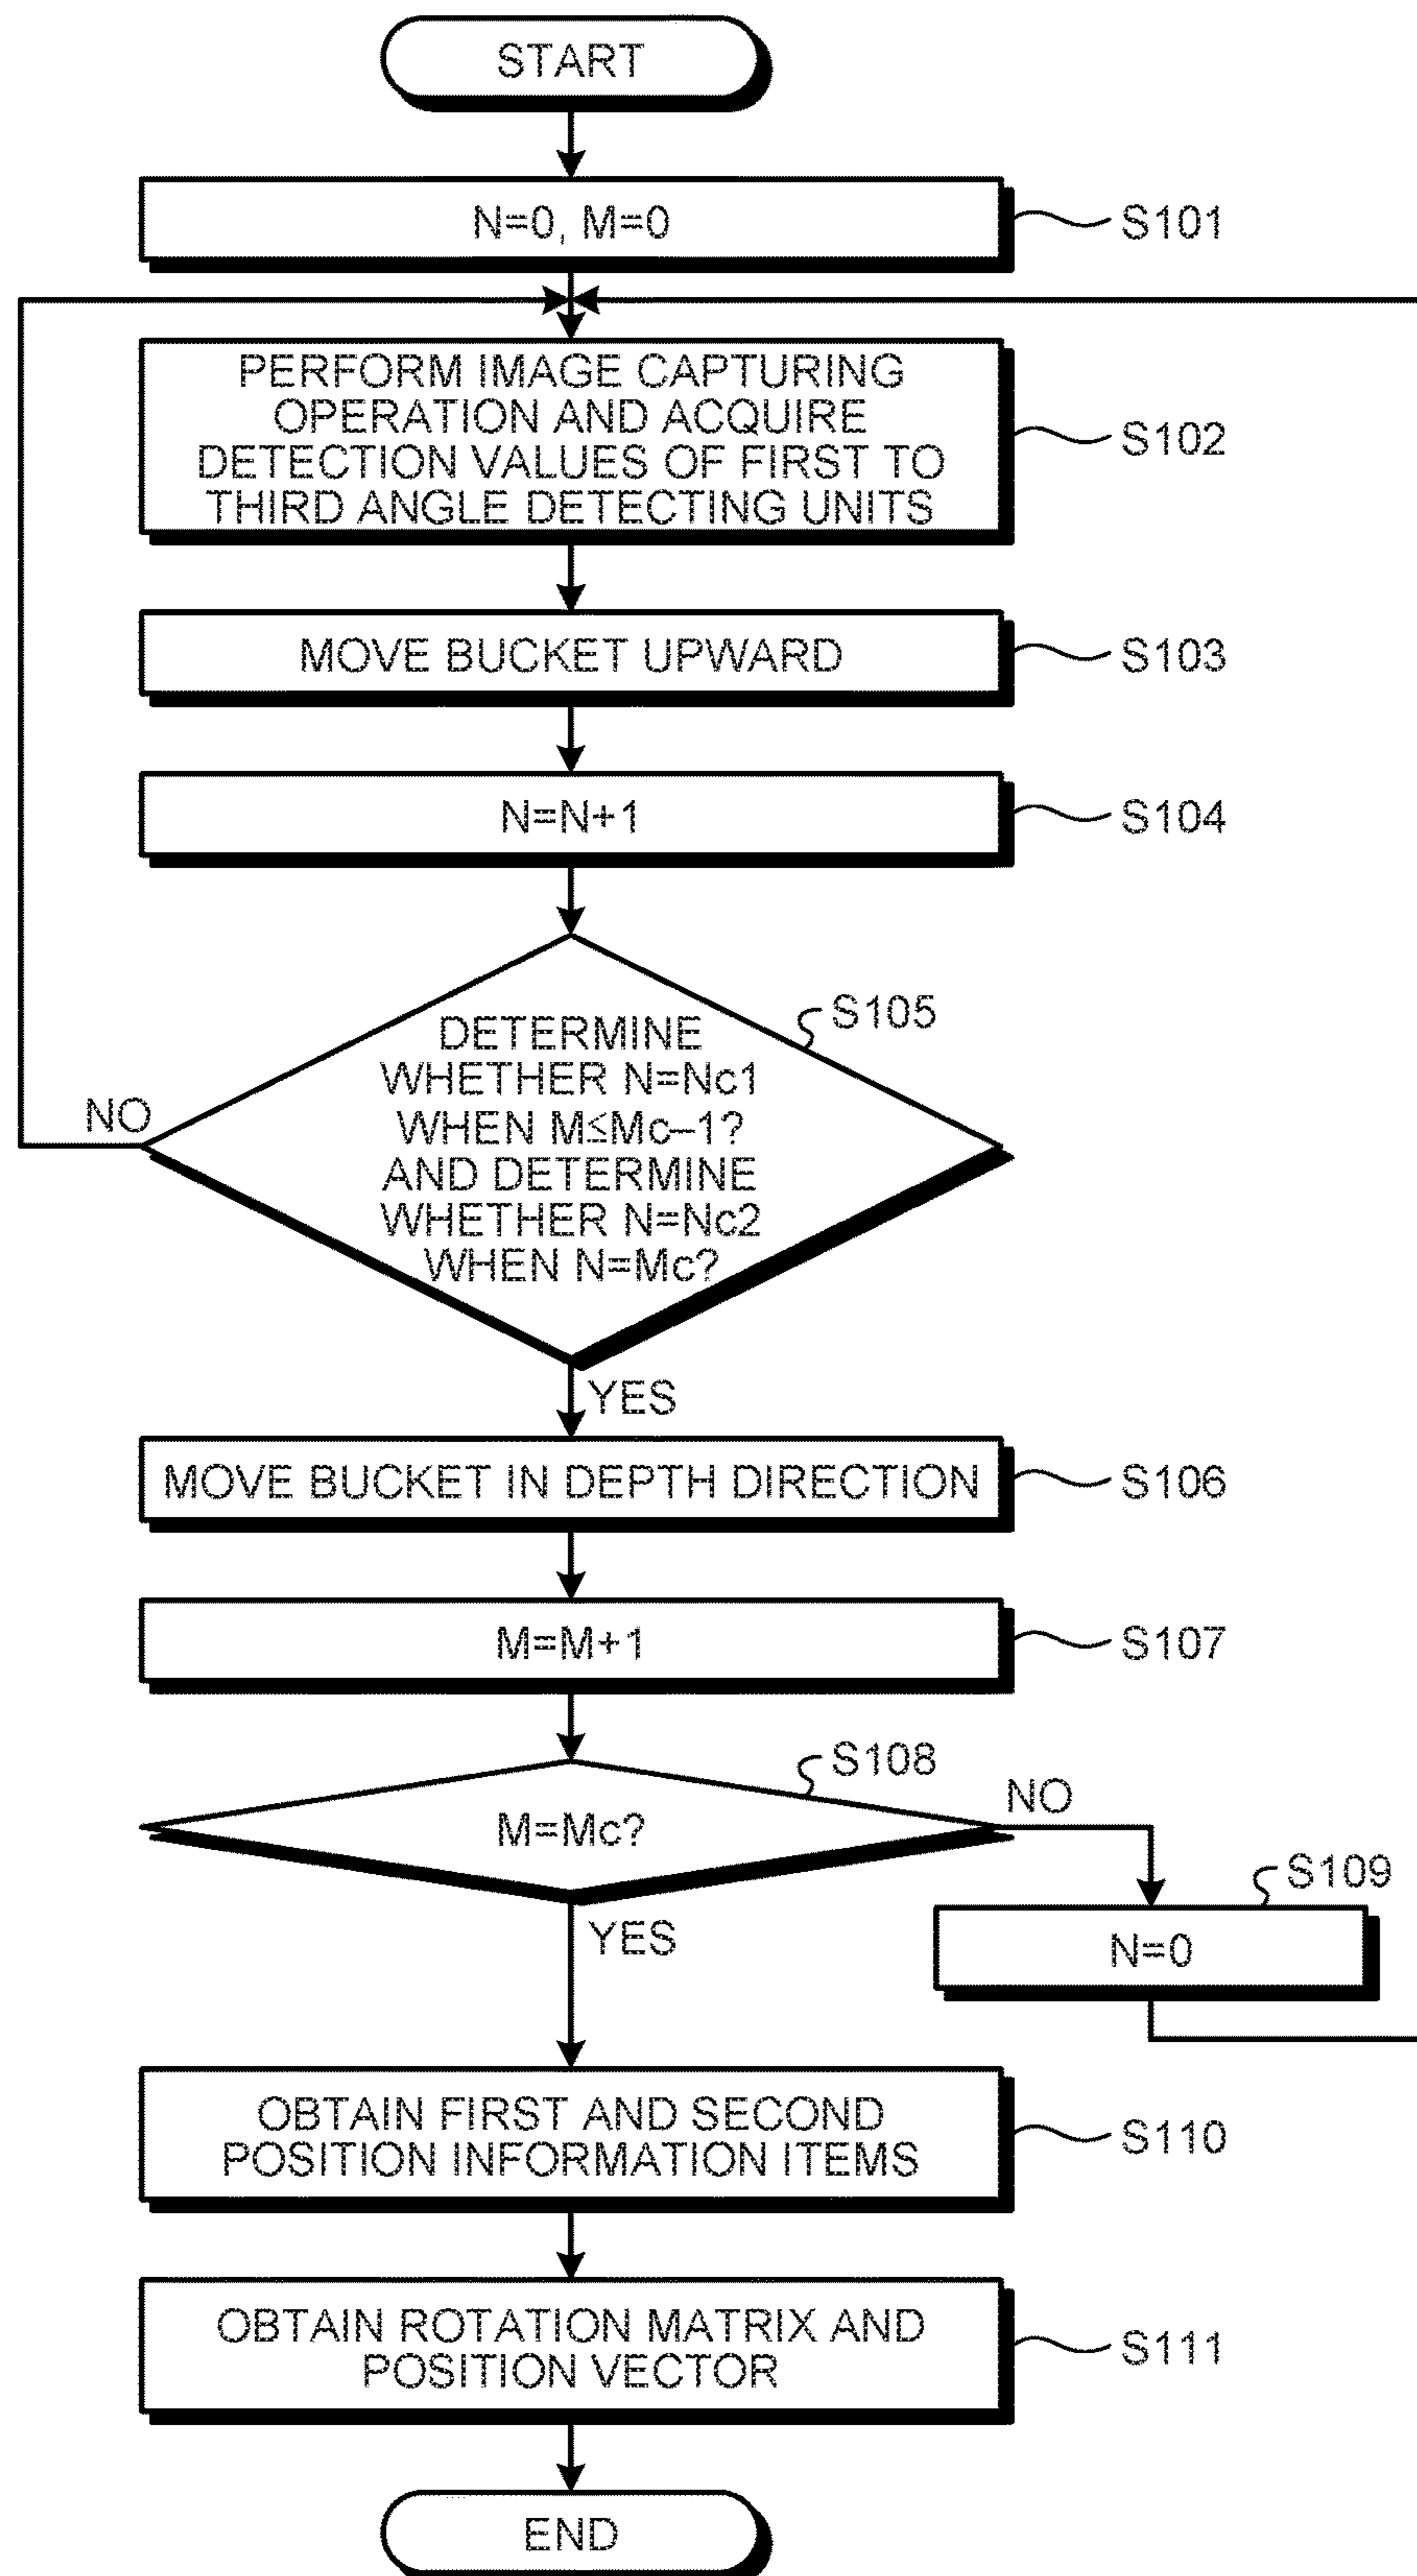 START
N=0, M=0
S101
PERFORM IMAGE CAPTURING
OPERATION AND ACQUIRE
DETECTION VALUES OF FIRST TO
THIRD ANGLE DETECTING UNITS
S102
MOVE BUCKET UPWARD
S103
N=N+1
S104
S105
DETERMINE
WHETHER N=Nc1
WHEN M≤Mc–1?
AND DETERMINE
WHETHER N=Nc2
WHEN N=Mc?
NO
YES
MOVE BUCKET IN DEPTH DIRECTION
S106
M=M+1
S107
S108
M=Mc?
NO
S109
N=0
YES
OBTAIN FIRST AND SECOND
POSITION INFORMATION ITEMS
S110
OBTAIN ROTATION MATRIX AND
POSITION VECTOR
S111
END